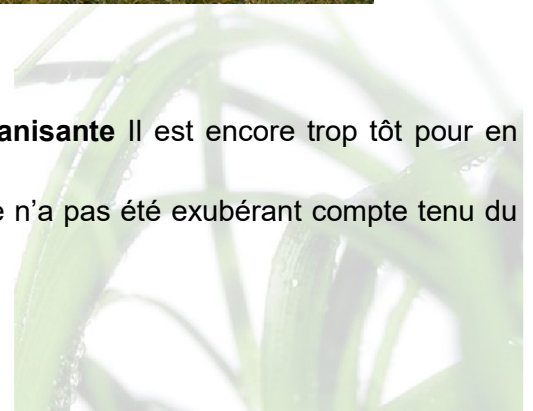 anisante Il est encore trop tôt pour en
n'a pas été exubérant compte tenu du